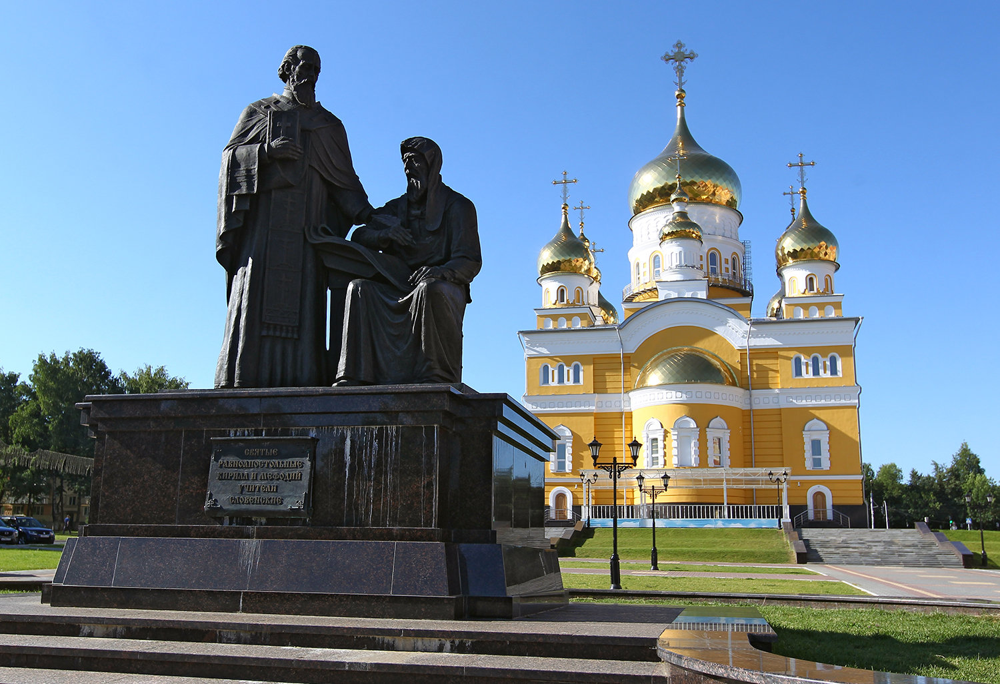 СВЯТЫЕ
РАВНОАПОСТОЛЬНЫЕ
КИРИЛЛ И МЕФОДИЙ
УЧИТЕЛИ
СЛОВЕНСКИЕ